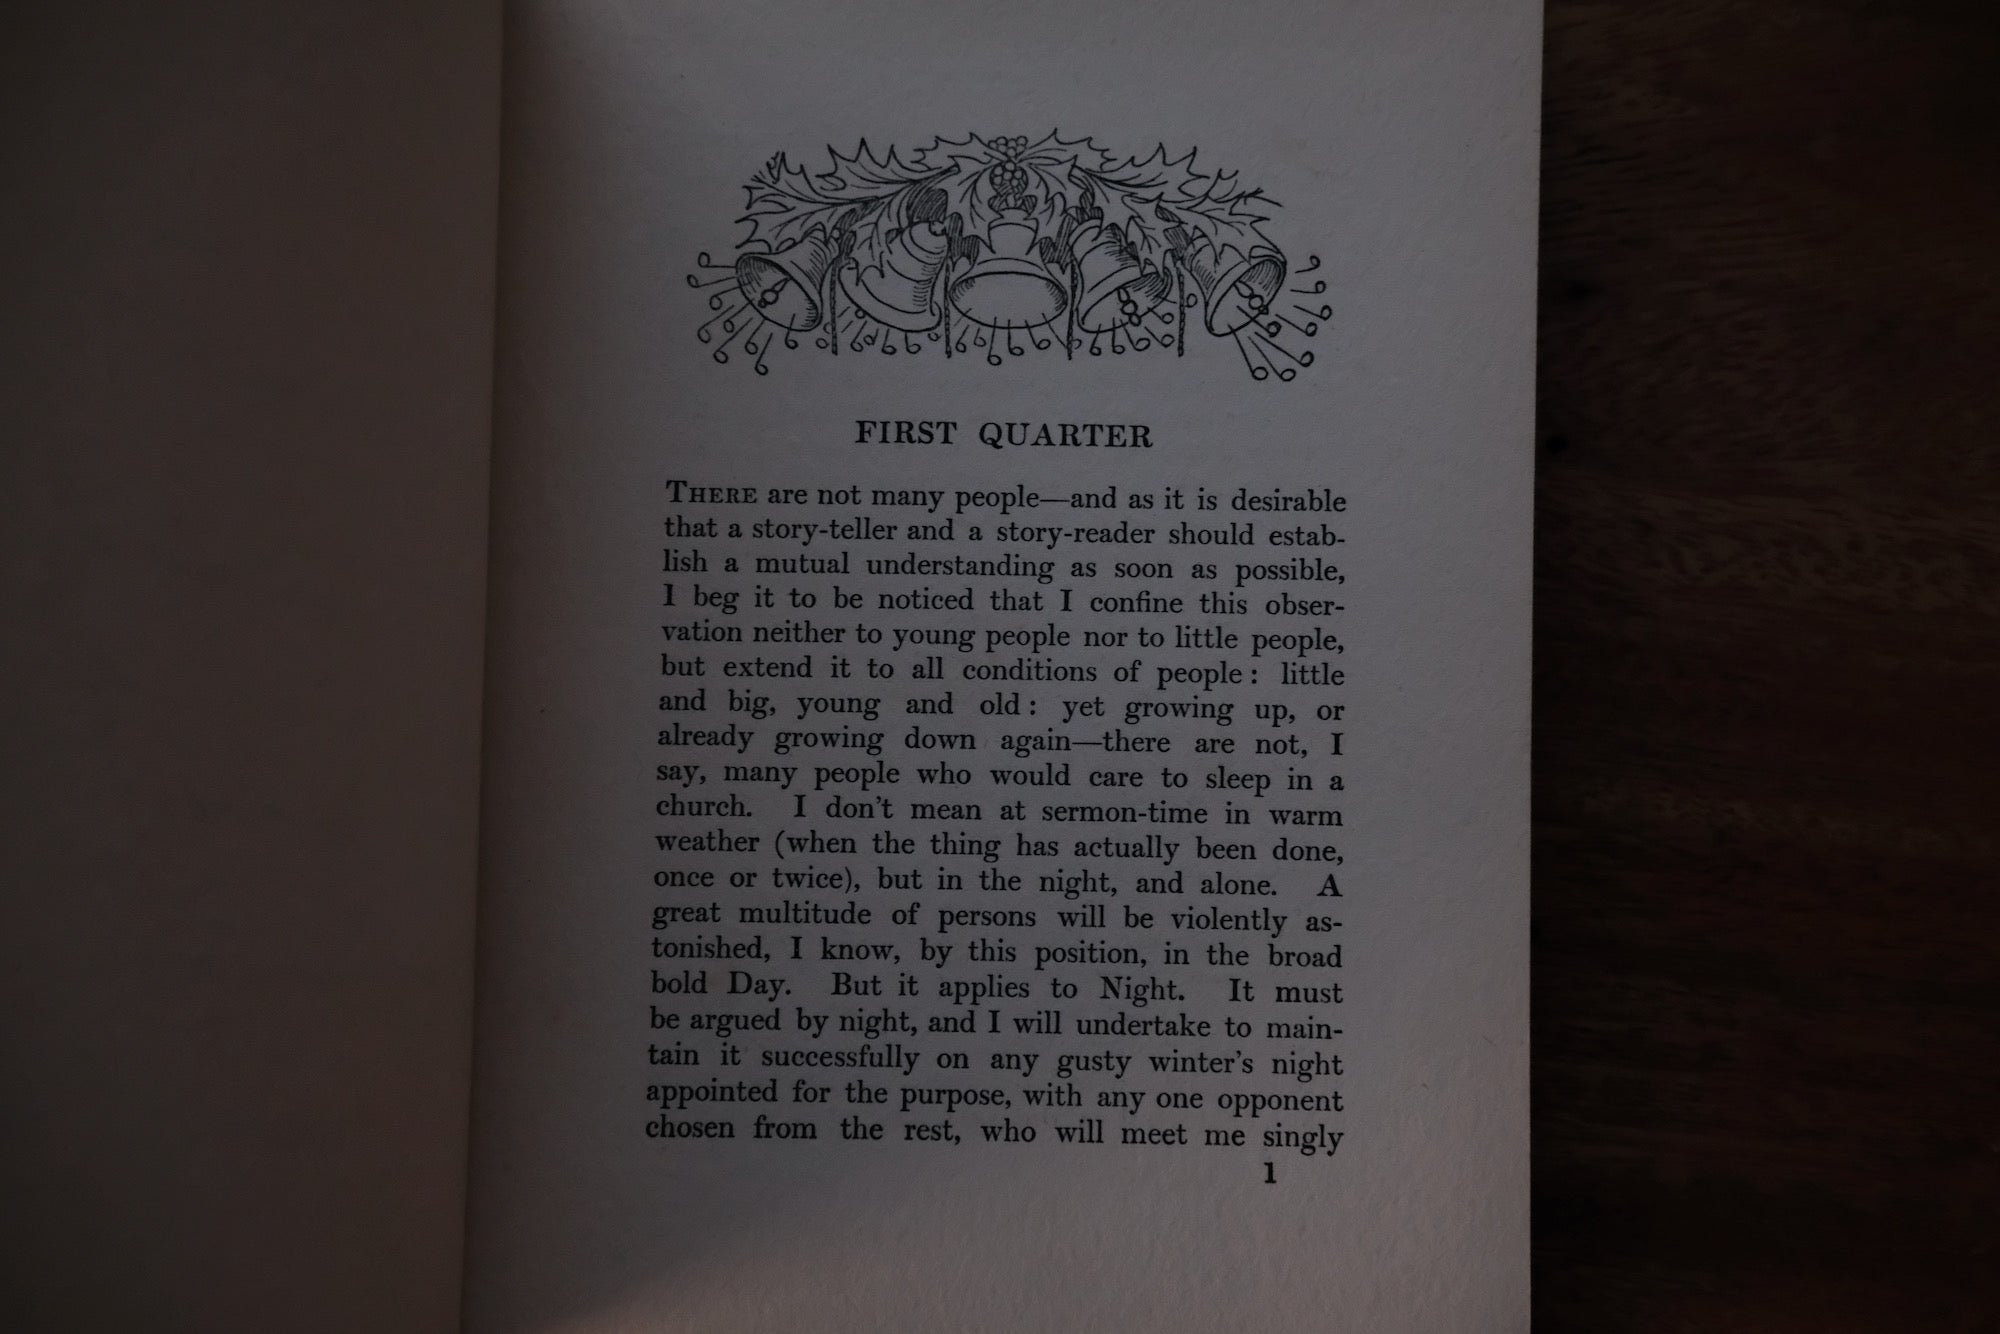 FIRST QUARTER
THERE are not many people—and as it is desirable
that a story-teller and a story-reader should estab-
lish a mutual understanding as soon as possible,
I beg it to be noticed that I confine this obser-
vation neither to young people nor to little people,
but extend it to all conditions of people: little
and big, young and old: yet growing up, or
already growing down again—there are not, I
say, many people who would care to sleep in a
church. I don't mean at sermon-time in warm
weather (when the thing has actually been done,
once or twice), but in the night, and alone. A
great multitude of persons will be violently as-
tonished, I know, by this position, in the broad
bold Day. But it applies to Night. It must
be argued by night, and I will undertake to main-
tain it successfully on any gusty winter's night
appointed for the purpose, with any one opponent
chosen from the rest, who will meet me singly
1